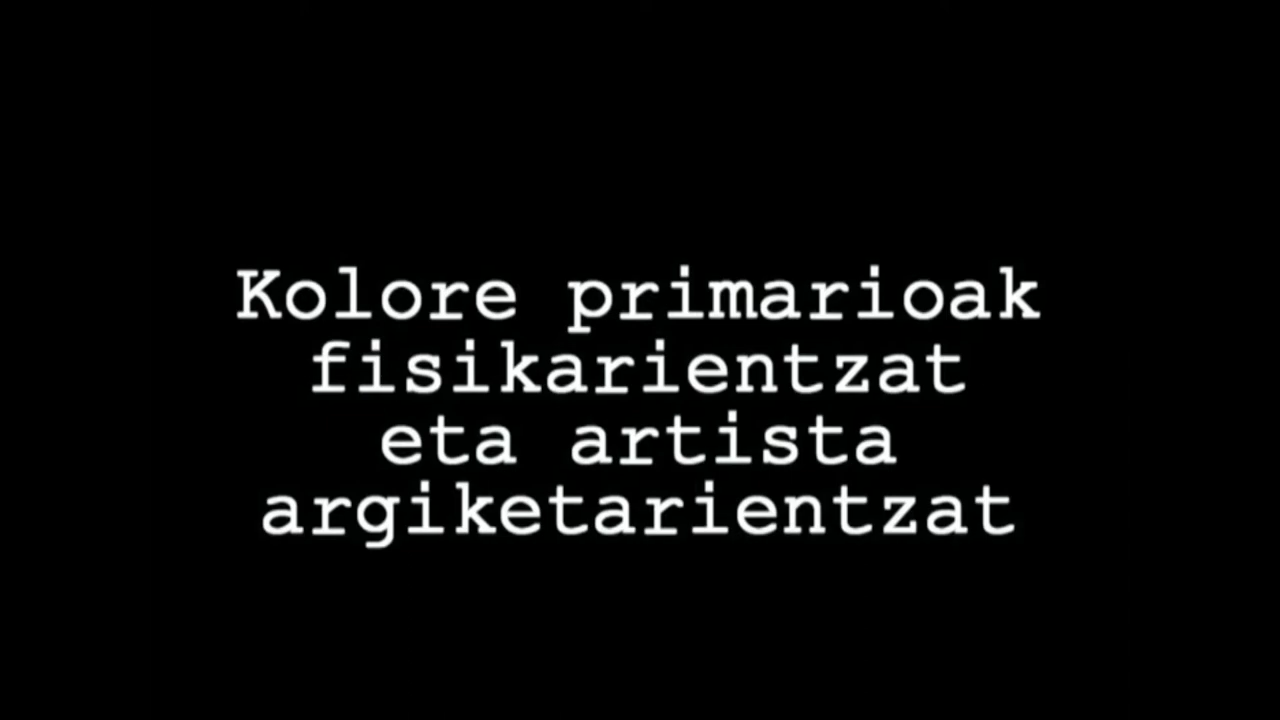 Kolore primarioak
fisikarientzat
eta artista
argiketarientzat